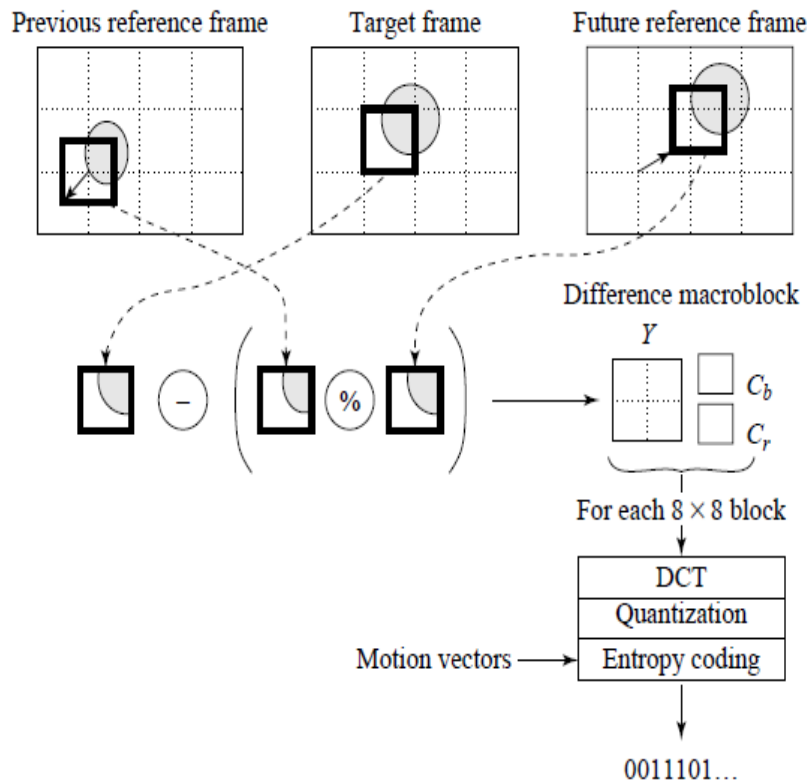 Previous reference frame
Target frame
Future reference frame
Difference macroblock
Y
C_b
C_r
–
%
For each 8 × 8 block
DCT
Quantization
Motion vectors
Entropy coding
0011101…